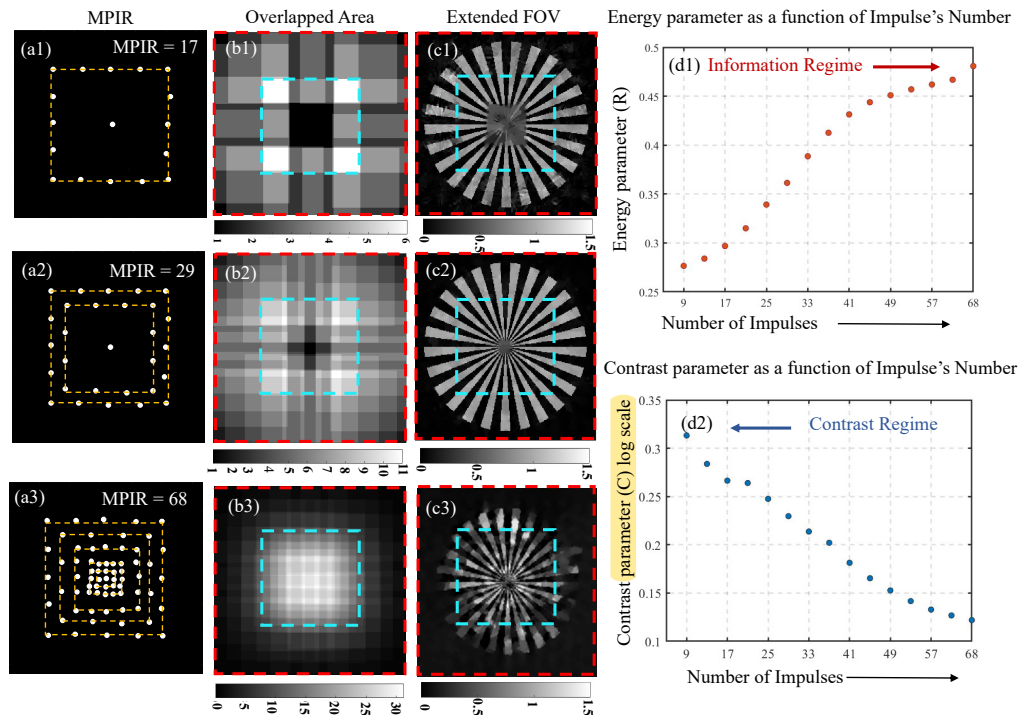 MPIR
Overlapped Area
Extended FOV
Energy parameter as a function of Impulse's Number
(a1)
MPIR = 17
(b1)
(c1)
1 2 3 4 5 6
0 0.5 1 1.5
(d1) Information Regime
Energy parameter (R)
0.5
0.45
0.4
0.35
0.3
0.25
9 17 25 33 41 49 57 68
Number of Impulses
(a2)
MPIR = 29
(b2)
(c2)
1 2 3 4 5 6 7 8 9 10 11
0 0.5 1 1.5
Contrast parameter as a function of Impulse's Number
(a3)
MPIR = 68
(b3)
(c3)
0 5 10 15 20 25 30
0 0.5 1 1.5
(d2) Contrast Regime
Contrast parameter (C) log scale
0.35
0.3
0.25
0.2
0.15
0.1
9 17 25 33 41 49 57 68
Number of Impulses